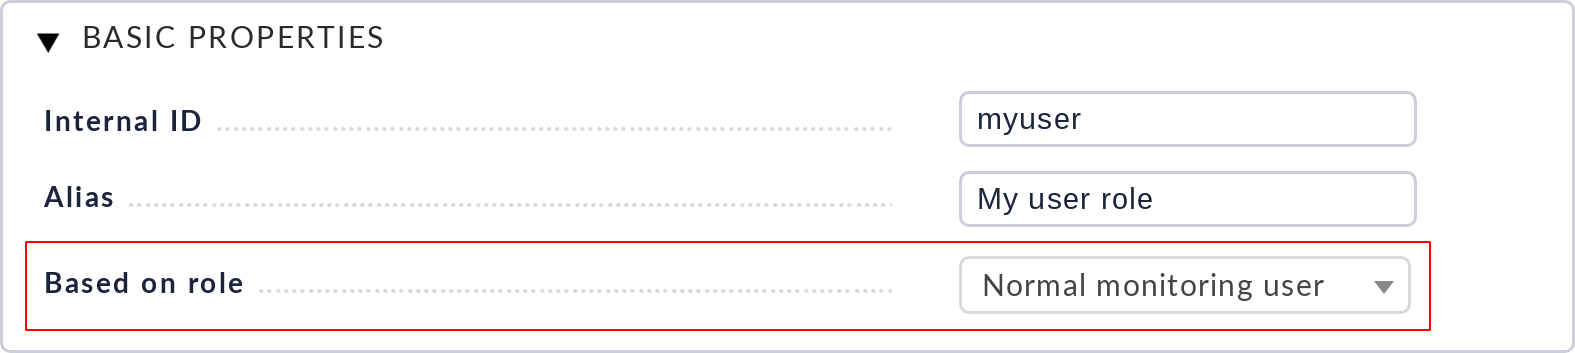 BASIC PROPERTIES
Internal ID myuser
Alias My user role
Based on role Normal monitoring user